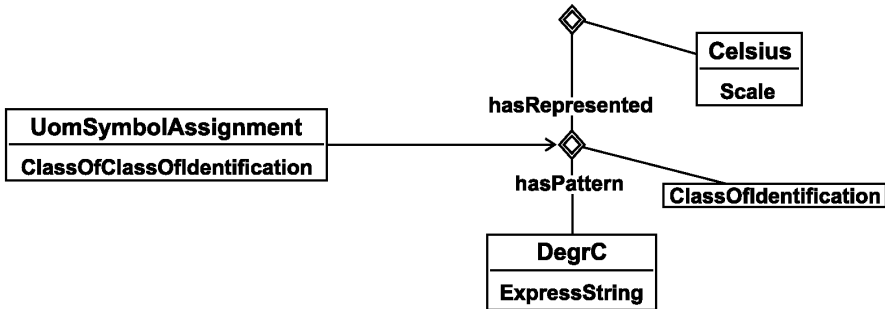 Celsius
Scale
hasRepresented
UomSymbolAssignment
ClassOfClassOfIdentification
hasPattern
ClassOfIdentification
DegrC
ExpressString